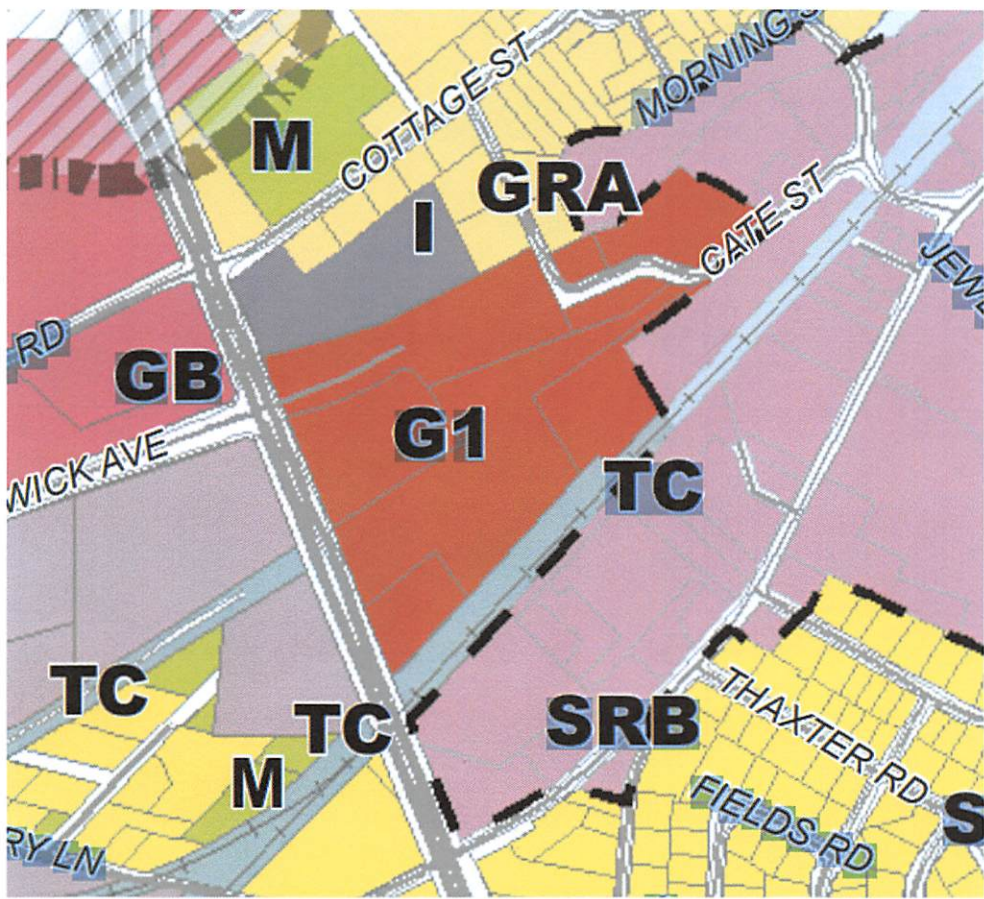 MORNING S
COTTAGE ST
M
GRA
I
CATE ST
JEWE
RD
GB
G1
WICK AVE
TC
TC
TC
SRB
THAXTER RD
M
FIELDS RD
S
RY LN